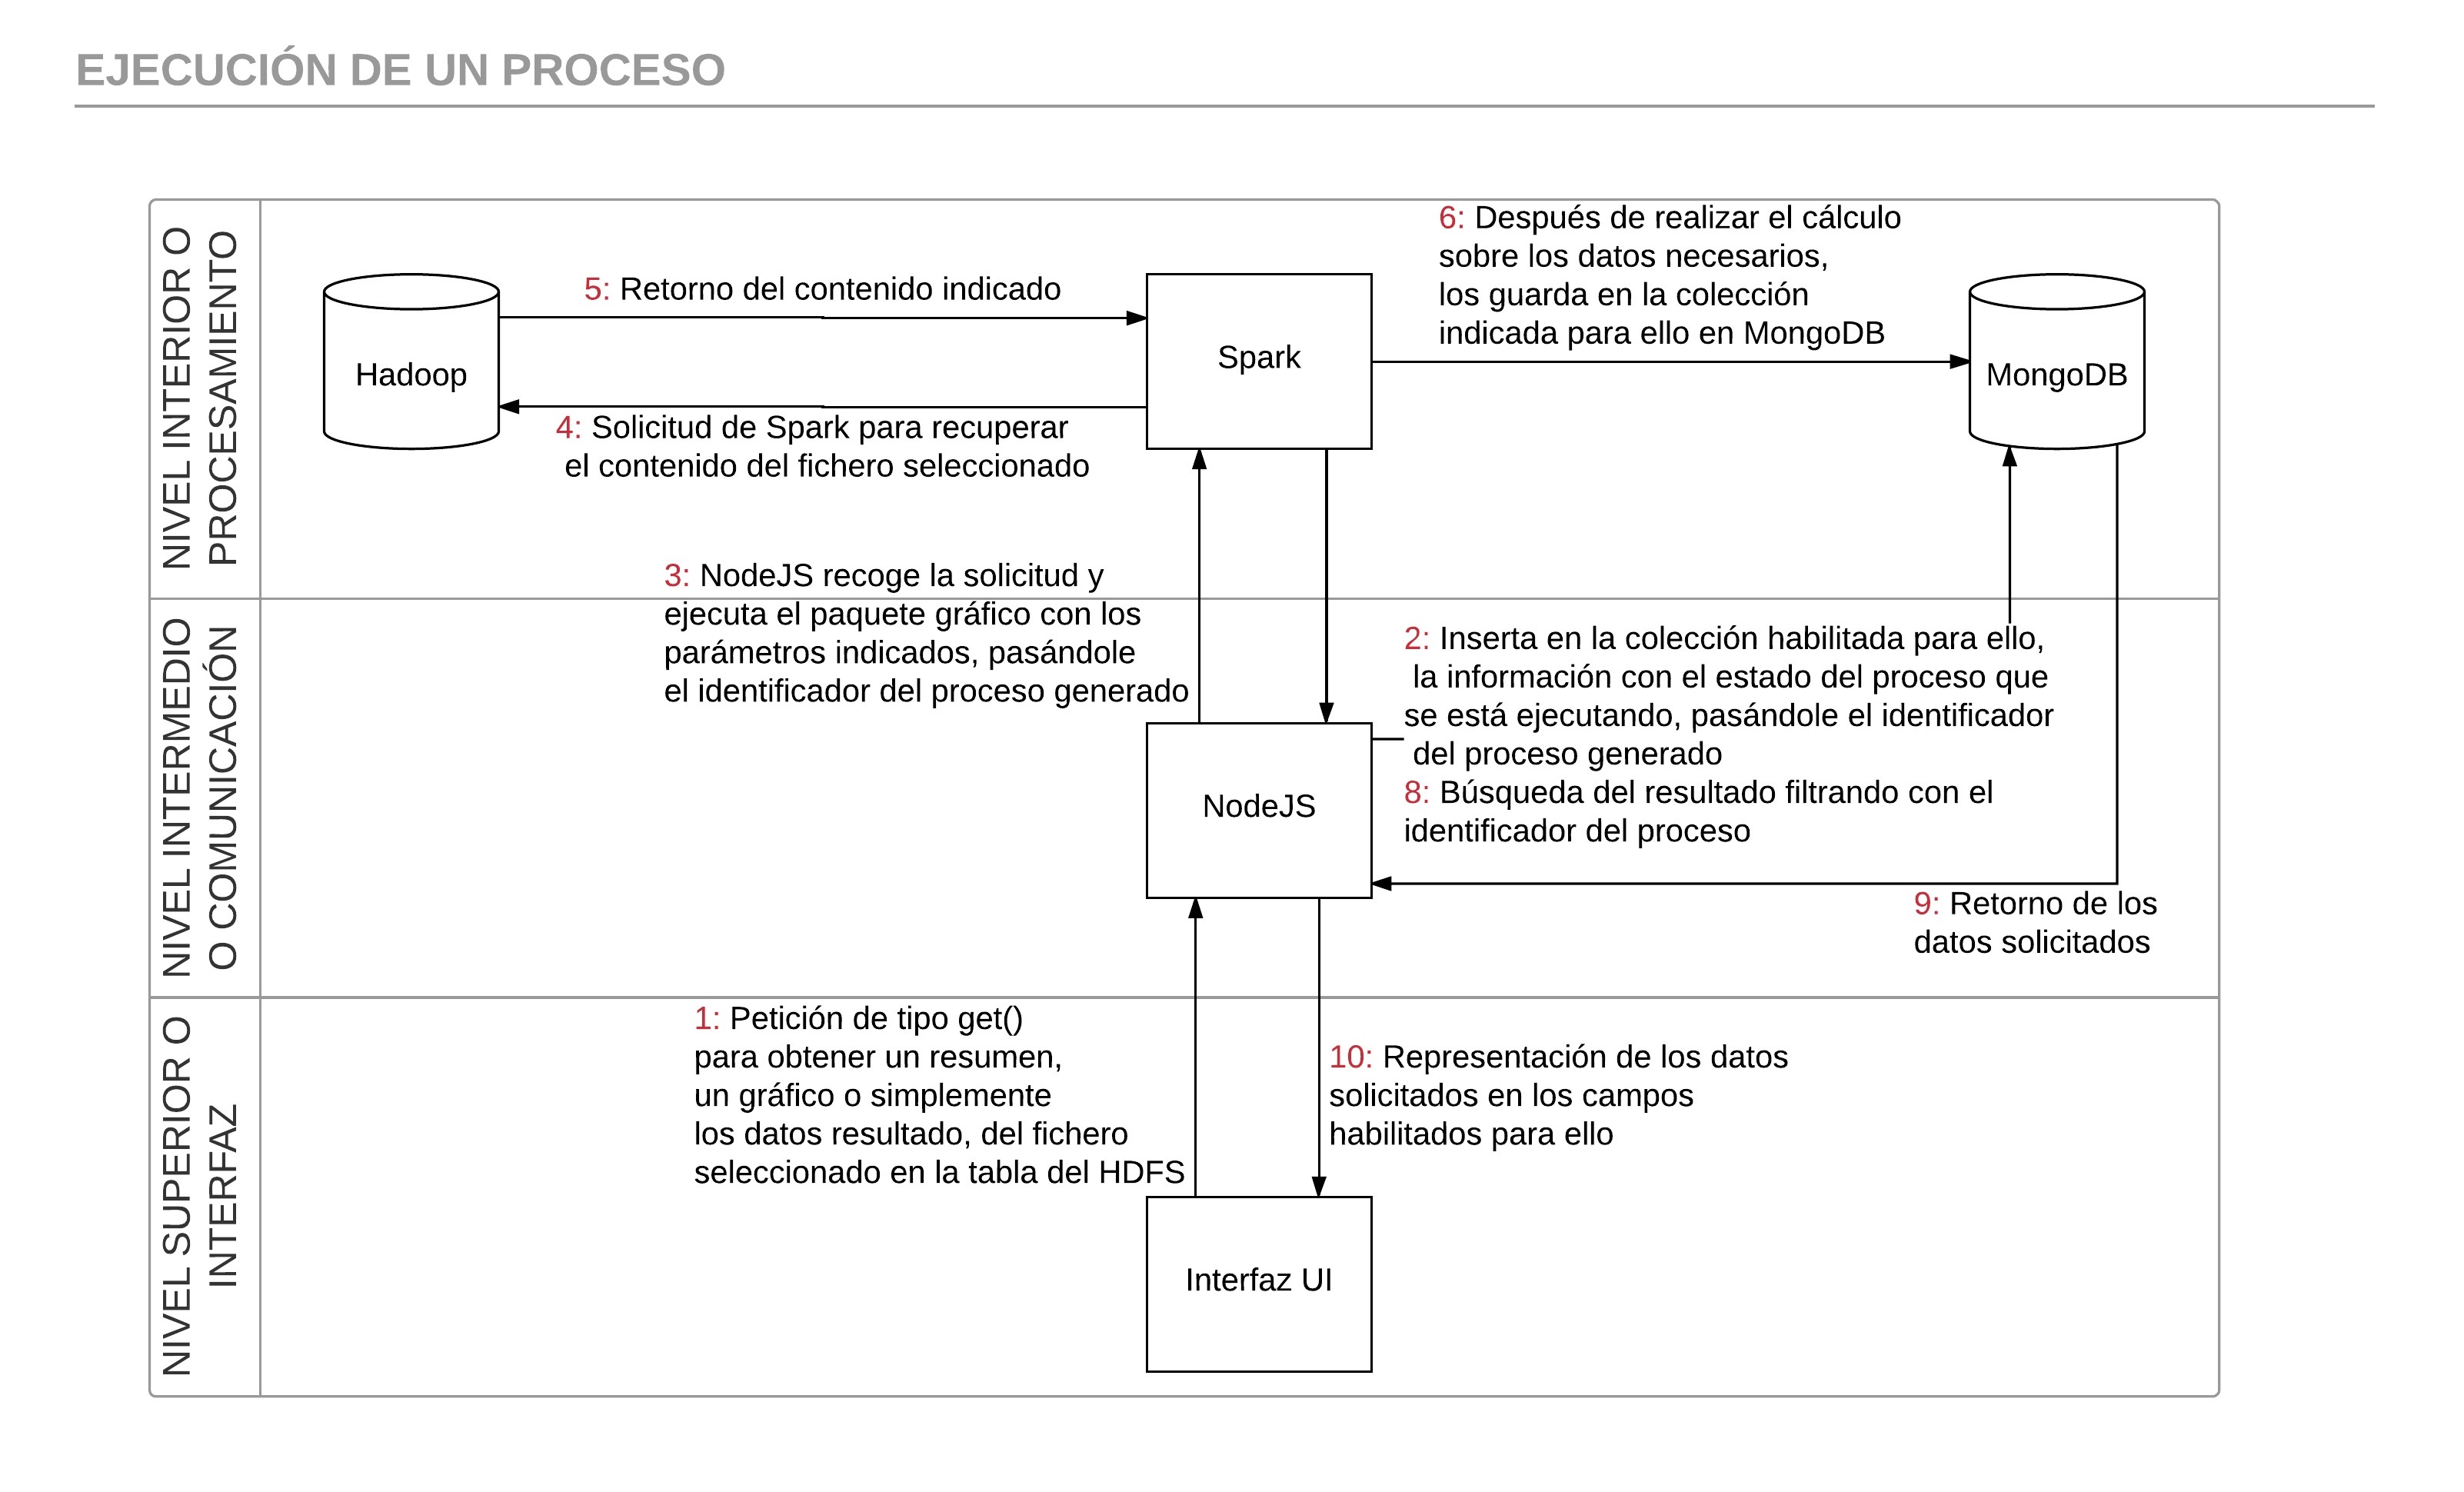 EJECUCIÓN DE UN PROCESO
NIVEL INTERIOR O
PROCESAMIENTO
Hadoop
5: Retorno del contenido indicado
4: Solicitud de Spark para recuperar
el contenido del fichero seleccionado
Spark
6: Después de realizar el cálculo
sobre los datos necesarios,
los guarda en la colección
indicada para ello en MongoDB
MongoDB
NIVEL INTERMEDIO
O COMUNICACIÓN
3: NodeJS recoge la solicitud y
ejecuta el paquete gráfico con los
parámetros indicados, pasándole
el identificador del proceso generado
NodeJS
2: Inserta en la colección habilitada para ello,
la información con el estado del proceso que
se está ejecutando, pasándole el identificador
del proceso generado
8: Búsqueda del resultado filtrando con el
identificador del proceso
9: Retorno de los
datos solicitados
NIVEL SUPERIOR O
INTERFAZ
1: Petición de tipo get()
para obtener un resumen,
un gráfico o simplemente
los datos resultado, del fichero
seleccionado en la tabla del HDFS
10: Representación de los datos
solicitados en los campos
habilitados para ello
Interfaz UI